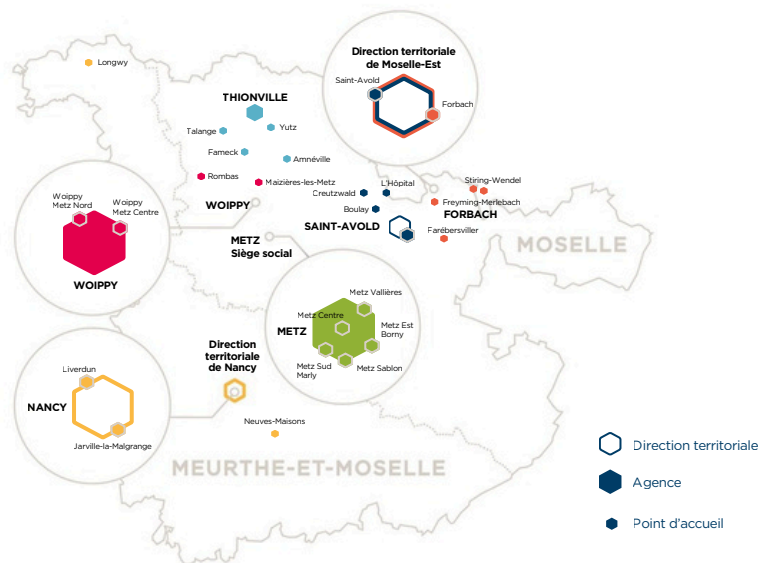 Longwy
Direction territoriale
de Moselle-Est
Saint-Avold
Forbach
THIONVILLE
Talange
Yutz
Fameck
Amnéville
Rombas
Maizières-les-Metz
L'Hôpital
Stiring-Wendel
Creutzwald
Freyming-Merlebach
WOIPPY
Boulay
FORBACH
Woippy
Metz Nord
Woippy
Metz Centre
SAINT-AVOLD
Farébersviller
METZ
Siège social
MOSELLE
WOIPPY
Metz Vallières
Metz Centre
METZ
Metz Est
Borny
Metz Sud
Marly
Metz Sablon
Direction
territoriale
de Nancy
Liverdun
NANCY
Jarville-la-Malgrange
Neuves-Maisons
MEURTHE-ET-MOSELLE
Direction territoriale
Agence
Point d'accueil